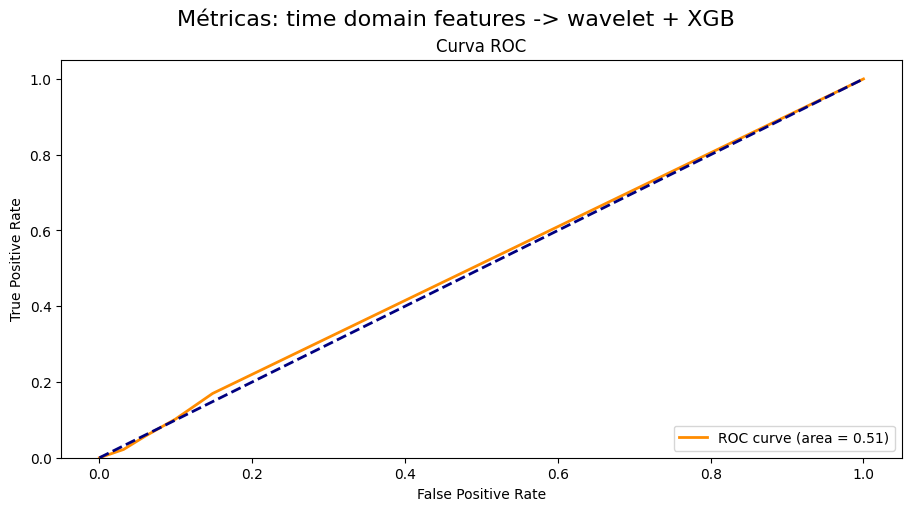 Métricas: time domain features -> wavelet + XGB
Curva ROC
True Positive Rate
1.0
0.8
0.6
0.4
0.2
0.0
0.0 0.2 0.4 0.6 0.8 1.0
False Positive Rate
ROC curve (area = 0.51)